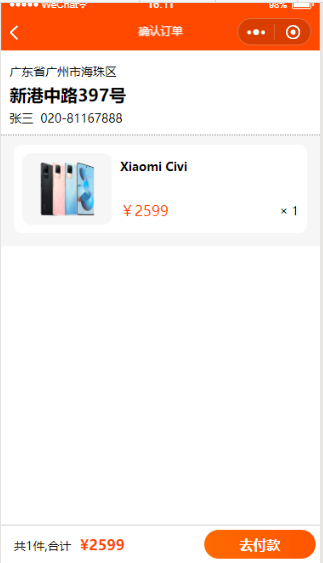 WeChat 16:11 98%
确认订单
广东省广州市海珠区
新港中路397号
张三 020-81167888
Xiaomi Civi
￥2599 × 1
共1件,合计 ¥2599 去付款